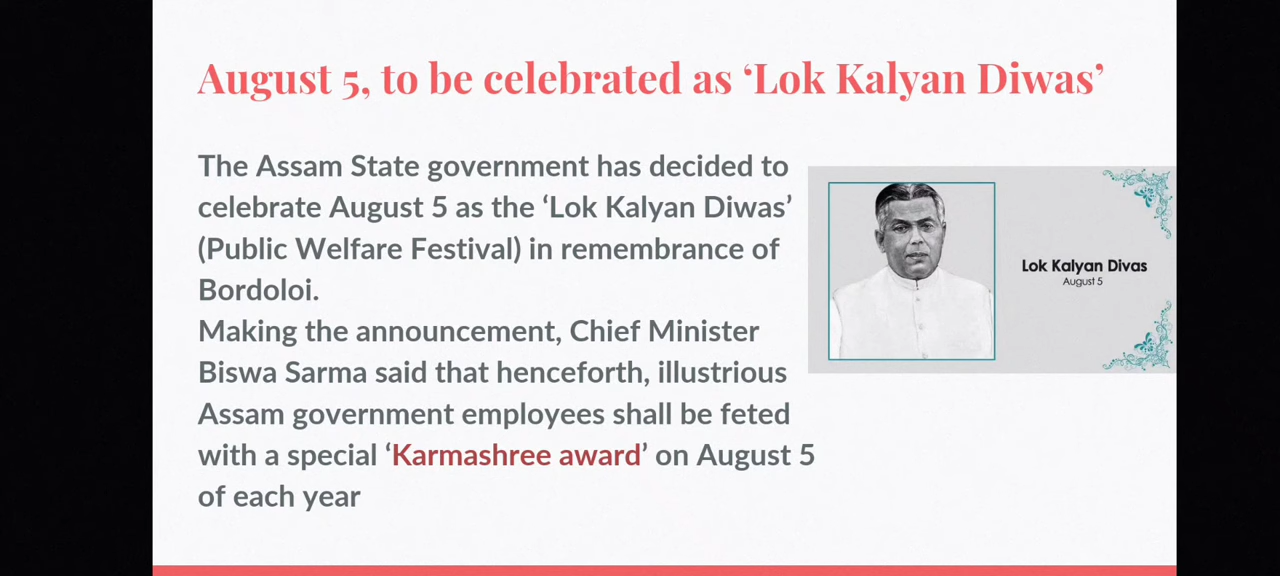 August 5, to be celebrated as ‘Lok Kalyan Diwas’
The Assam State government has decided to
celebrate August 5 as the ‘Lok Kalyan Diwas’
(Public Welfare Festival) in remembrance of
Bordoloi.
Making the announcement, Chief Minister
Biswa Sarma said that henceforth, illustrious
Assam government employees shall be feted
with a special ‘Karmashree award’ on August 5
of each year
Lok Kalyan Divas
August 5